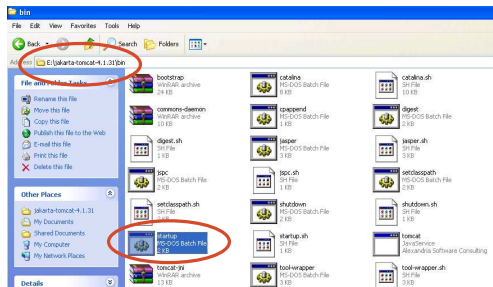 bin
File Edit View Favorites Tools Help
Back Search Folders
Address E:\jakarta-tomcat-4.1.31\bin
File and Folder Tasks
Rename this file
Move this file
Copy this file
Publish this file to the Web
E-mail this file
Print this file
Delete this file
Other Places
jakarta-tomcat-4.1.31
My Documents
Shared Documents
My Computer
My Network Places
Details
bootstrap
WinRAR archive
24 KB
catalina
MS-DOS Batch File
8 KB
catalina.sh
SH File
10 KB
commons-daemon
WinRAR archive
10 KB
cpappend
MS-DOS Batch File
1 KB
digest
MS-DOS Batch File
2 KB
digest.sh
SH File
1 KB
jasper
MS-DOS Batch File
3 KB
jasper.sh
SH File
3 KB
jspc
MS-DOS Batch File
2 KB
jspc.sh
SH File
1 KB
setclasspath
MS-DOS Batch File
2 KB
setclasspath.sh
SH File
shutdown
MS-DOS Batch File
2 KB
shutdown.sh
SH File
1 KB
startup
MS-DOS Batch File
2 KB
startup.sh
SH File
1 KB
tomcat
JavaService
Alexandria Software Consulting
tomcat-jni
WinRAR archive
13 KB
tool-wrapper
MS-DOS Batch File
3 KB
tool-wrapper.sh
SH File
3 KB